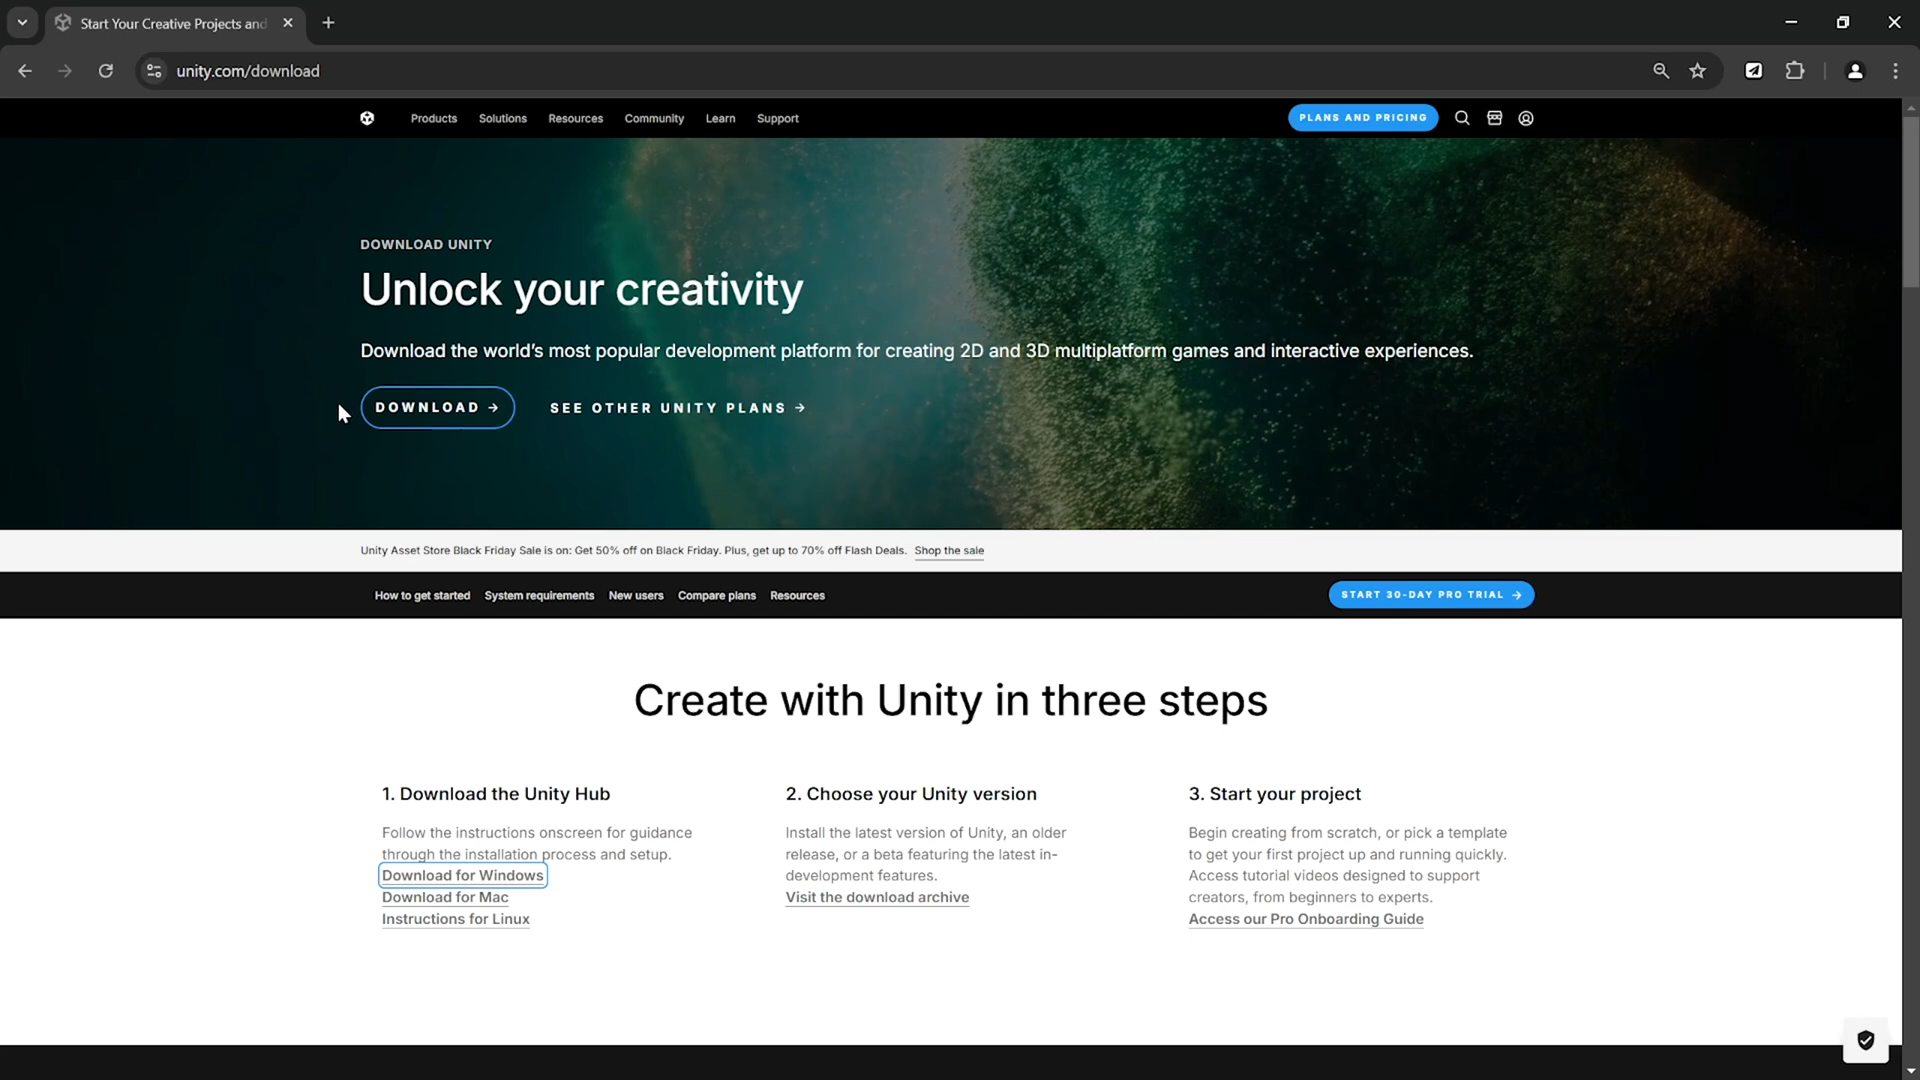 Start Your Creative Projects and
unity.com/download
Products Solutions Resources Community Learn Support PLANS AND PRICING
DOWNLOAD UNITY
Unlock your creativity
Download the world's most popular development platform for creating 2D and 3D multiplatform games and interactive experiences.
DOWNLOAD → SEE OTHER UNITY PLANS →
Unity Asset Store Black Friday Sale is on: Get 50% off on Black Friday. Plus, get up to 70% off Flash Deals. Shop the sale
How to get started System requirements New users Compare plans Resources START 30-DAY PRO TRIAL →
Create with Unity in three steps
1. Download the Unity Hub
Follow the instructions onscreen for guidance
through the installation process and setup.
Download for Windows
Download for Mac
Instructions for Linux
2. Choose your Unity version
Install the latest version of Unity, an older
release, or a beta featuring the latest in-
development features.
Visit the download archive
3. Start your project
Begin creating from scratch, or pick a template
to get your first project up and running quickly.
Access tutorial videos designed to support
creators, from beginners to experts.
Access our Pro Onboarding Guide